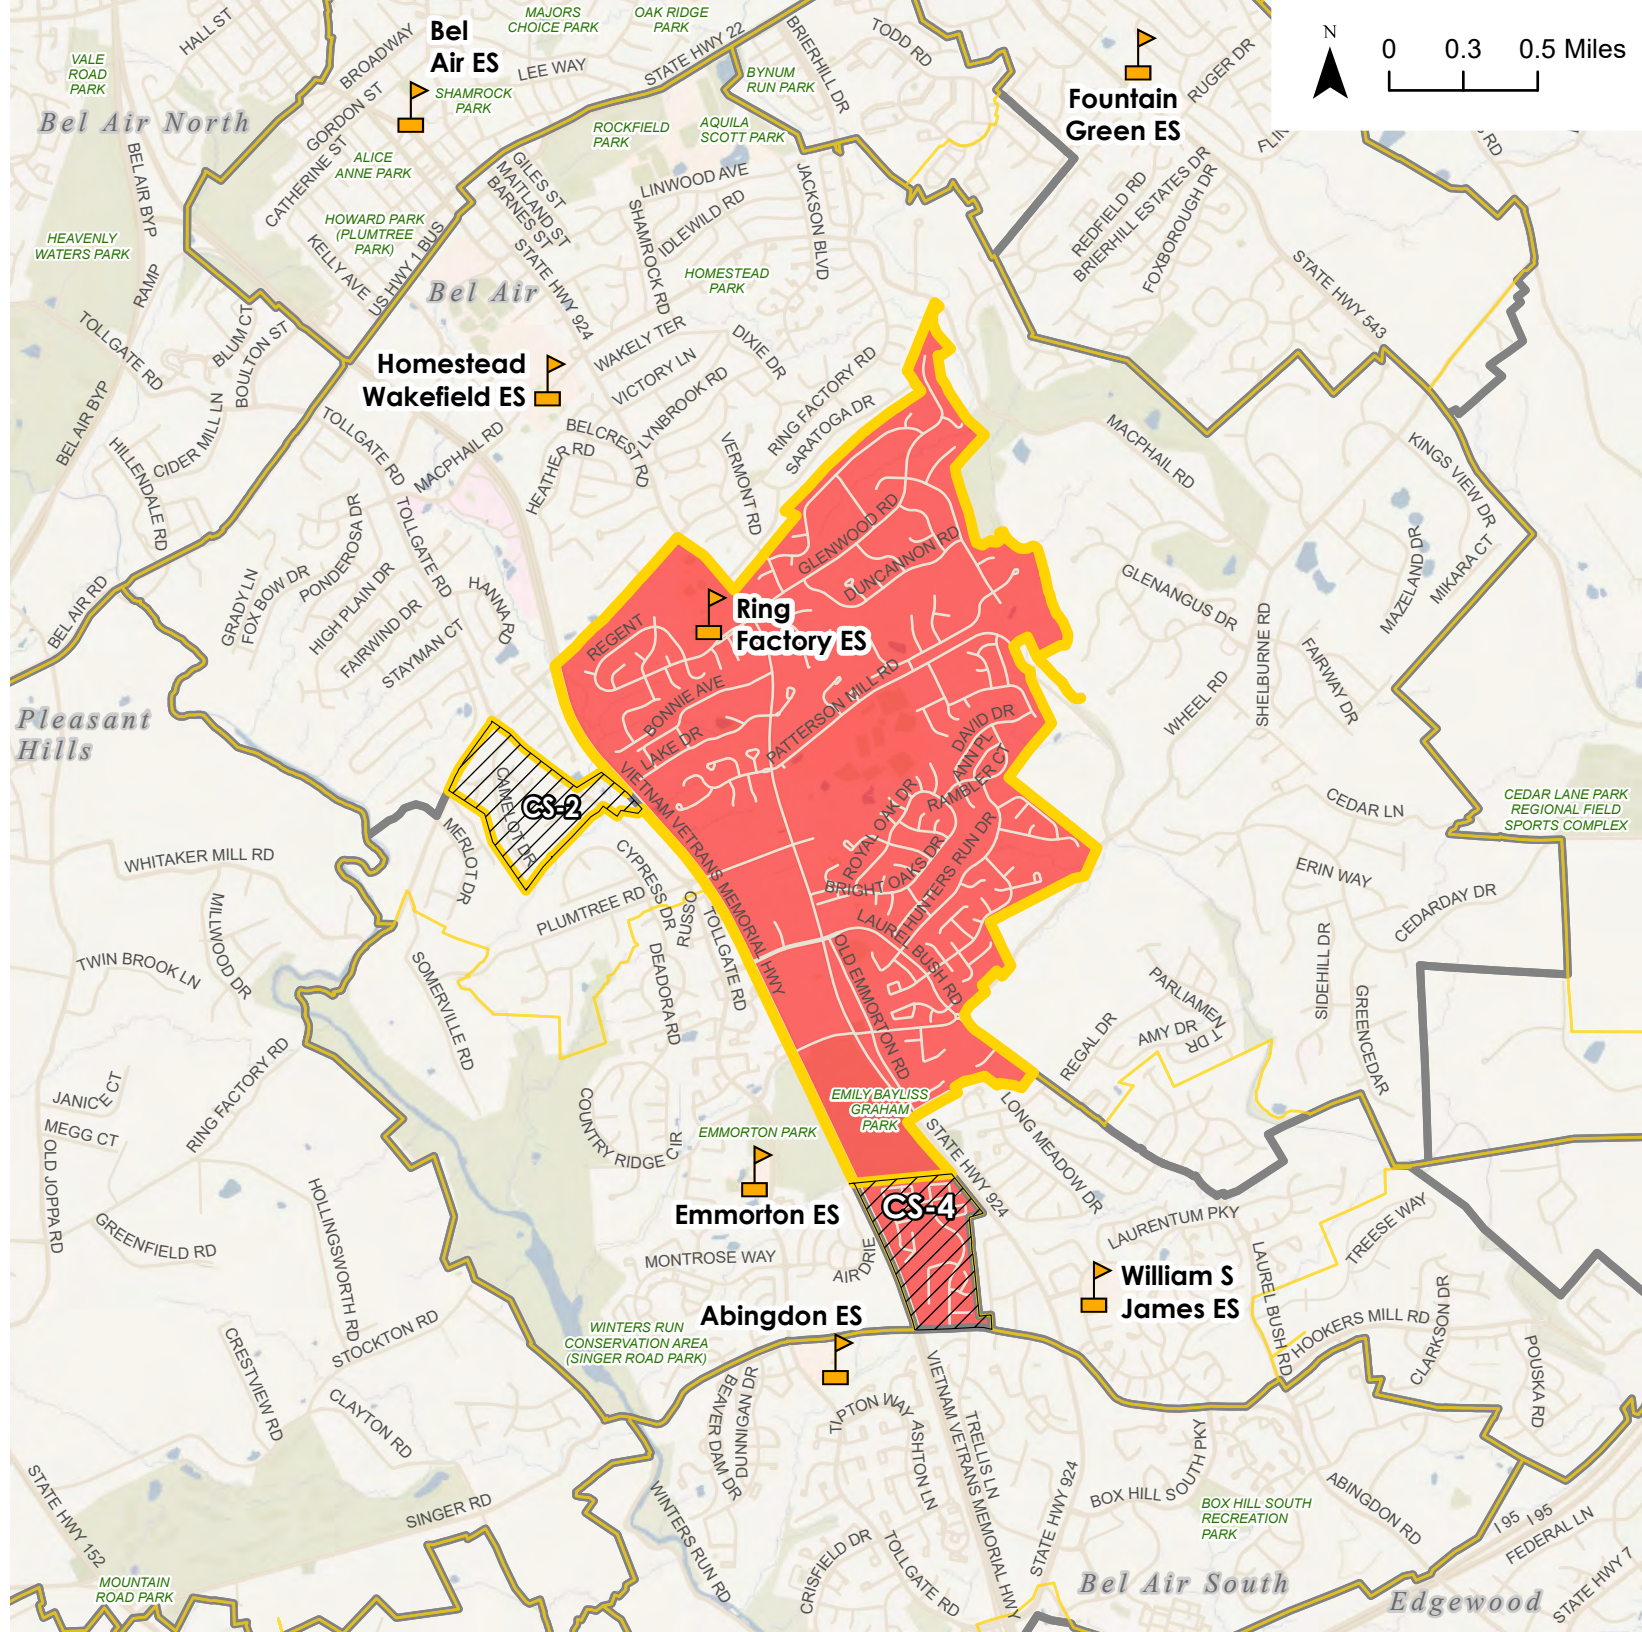 HALL ST
BROADWAY
Bel
Air ES
MAJORS
CHOICE PARK
OAK RIDGE
PARK
STATE HWY 22
BRIERHILL DR
TODD RD
N
0 0.3 0.5 Miles
VALE
ROAD
PARK
LEE WAY
SHAMROCK
PARK
BYNUM
RUN PARK
RUGER DR
Fountain
Green ES
Bel Air North
GORDON ST
CATHERINE ST
ALICE
ANNE PARK
ROCKFIELD
PARK
AQUILA
SCOTT PARK
RD
BEL AIR BYP
GILES ST
MAITLAND ST
BARNES ST
LINWOOD AVE
JACKSON BLVD
REDFIELD RD
BRIERHILL ESTATES DR
FOXBOROUGH DR
HOWARD PARK
(PLUMTREE
PARK)
HEAVENLY
WATERS PARK
KELLY AVE
US HWY 1 BUS
STATE HWY 924
SHAMROCK RD
IDLEWILD RD
HOMESTEAD
PARK
STATE HWY 543
RAMP
Bel Air
TOLLGATE RD
BLUM CT
BOULTON ST
WAKELY TER
DIXIE DR
Homestead
Wakefield ES
VICTORY LN
LYNBROOK RD
RING FACTORY RD
SARATOGA DR
BEL AIR BYP
HILLENDALE RD
CIDER MILL LN
TOLLGATE RD
MACPHAIL RD
BELCREST RD
HEATHER RD
VERMONT RD
MACPHAIL RD
KINGS VIEW DR
PONDEROSA DR
TOLLGATE RD
GLENWOOD RD
DUNCANNON RD
MAZELAND DR
MIKARA CT
BEL AIR RD
GRADY LN
FOX BOW DR
HIGH PLAIN DR
FAIRWIND DR
STAYMAN CT
HANNA RD
REGENT
Ring
Factory ES
GLENANGUS DR
SHELBURNE RD
FAIRWAY DR
WHEEL RD
Pleasant
Hills
BONNIE AVE
LAKE DR
PATTERSON MILL RD
DAVID DR
ANN PL
RAMBLER CT
CS-2
CAMELOT DR
VIETNAM VETRANS MEMORIAL HWY
ROYAL OAK DR
BRIGHT OAKS DR
HUNTERS RUN DR
CEDAR LN
CEDAR LANE PARK
REGIONAL FIELD
SPORTS COMPLEX
WHITAKER MILL RD
MERLOT DR
CYPRESS DR
PLUMTREE RD
RUSSO
TOLLGATE RD
LAUREL BUSH RD
ERIN WAY
CEDARDAY DR
MILLWOOD DR
TWIN BROOK LN
SOMERVILLE RD
DEADORA RD
OLD EMMORTON RD
SIDEHILL DR
GREENCEDAR
PARLIAMEN
T DR
AMY DR
REGAL DR
RING FACTORY RD
JANICE CT
MEGG CT
OLD JOPPA RD
COUNTRY RIDGE CIR
EMILY BAYLISS
GRAHAM
PARK
EMMORTON PARK
STATE HWY 924
LONG MEADOW DR
Emmorton ES
CS-4
LAURENTUM PKY
TREESE WAY
GREENFIELD RD
HOLLINGSWORTH RD
MONTROSE WAY
AIRDRIE
William S
James ES
LAUREL BUSH RD
HOOKERS MILL RD
CLARKSON DR
Abingdon ES
WINTERS RUN
CONSERVATION AREA
(SINGER ROAD PARK)
STOCKTON RD
CRESTVIEW RD
CLAYTON RD
BEAVER DAM DR
DUNNIGAN DR
TIPTON WAY
ASHTON LN
VIETNAM VETRANS MEMORIAL HWY
TRELLIS LN
POUSKA RD
STATE HWY 152
SINGER RD
WINTERS RUN RD
STATE HWY 924
BOX HILL SOUTH PKY
BOX HILL SOUTH
RECREATION
PARK
ABINGDON RD
I 95 I 95
FEDERAL LN
MOUNTAIN
ROAD PARK
CRISFIELD DR
TOLLGATE RD
Bel Air South
Edgewood
STATE HWY 7